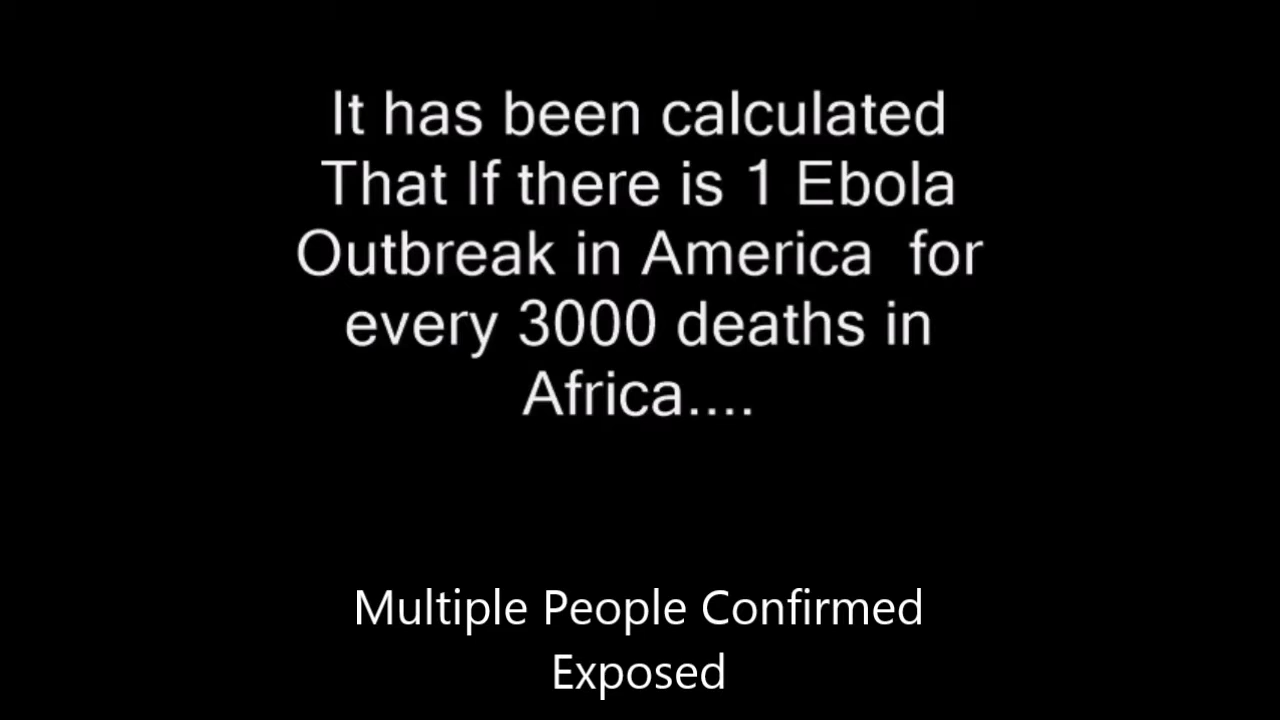 It has been calculated
That If there is 1 Ebola
Outbreak in America  for
every 3000 deaths in
Africa....
Multiple People Confirmed
Exposed